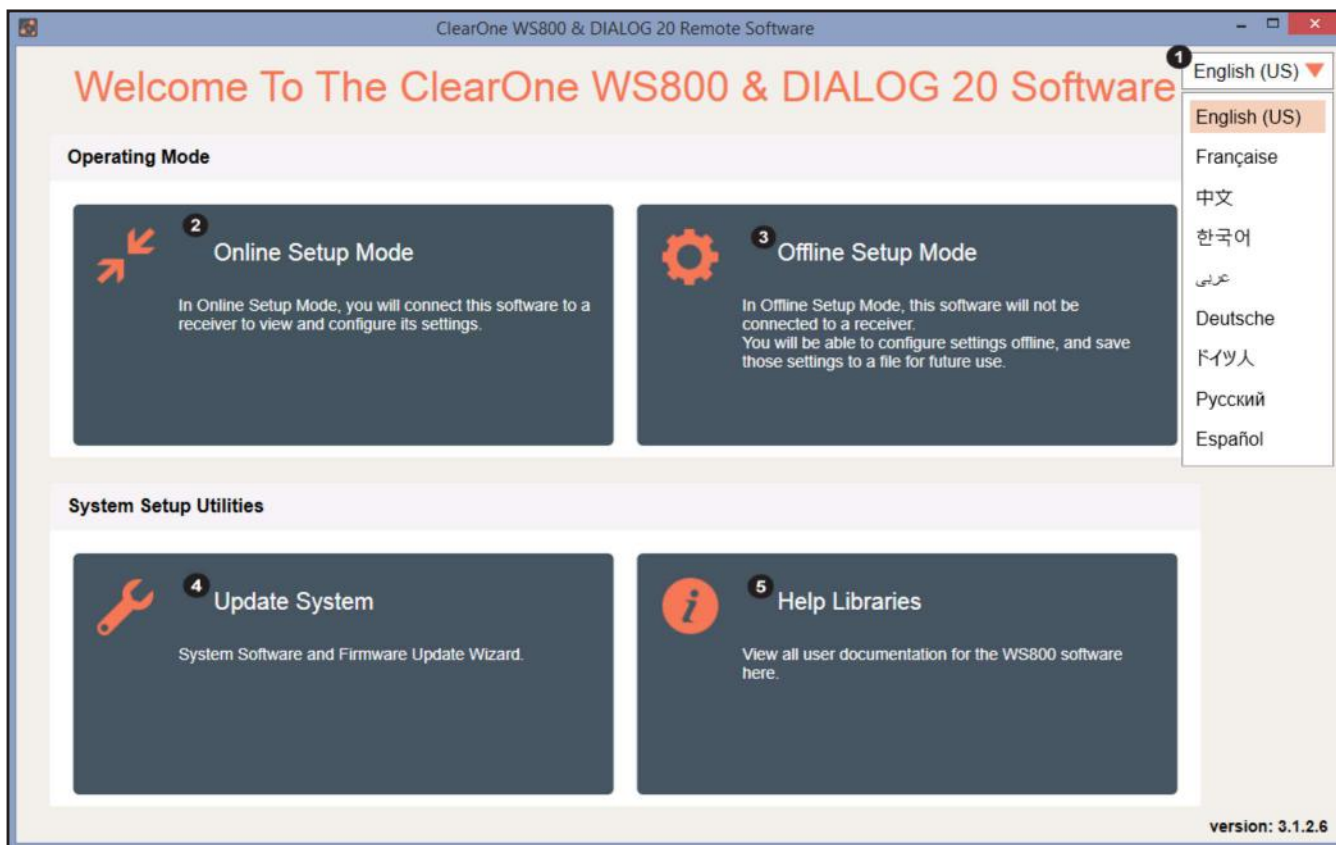 ClearOne WS800 & DIALOG 20 Remote Software
Welcome To The ClearOne WS800 & DIALOG 20 Software
1
English (US)
English (US)
Française
中文
한국어
عربى
Deutsche
ドイツ人
Русский
Español
Operating Mode
2
Online Setup Mode
In Online Setup Mode, you will connect this software to a
receiver to view and configure its settings.
3
Offline Setup Mode
In Offline Setup Mode, this software will not be
connected to a receiver.
You will be able to configure settings offline, and save
those settings to a file for future use.
System Setup Utilities
4
Update System
System Software and Firmware Update Wizard.
5
Help Libraries
View all user documentation for the WS800 software
here.
version: 3.1.2.6